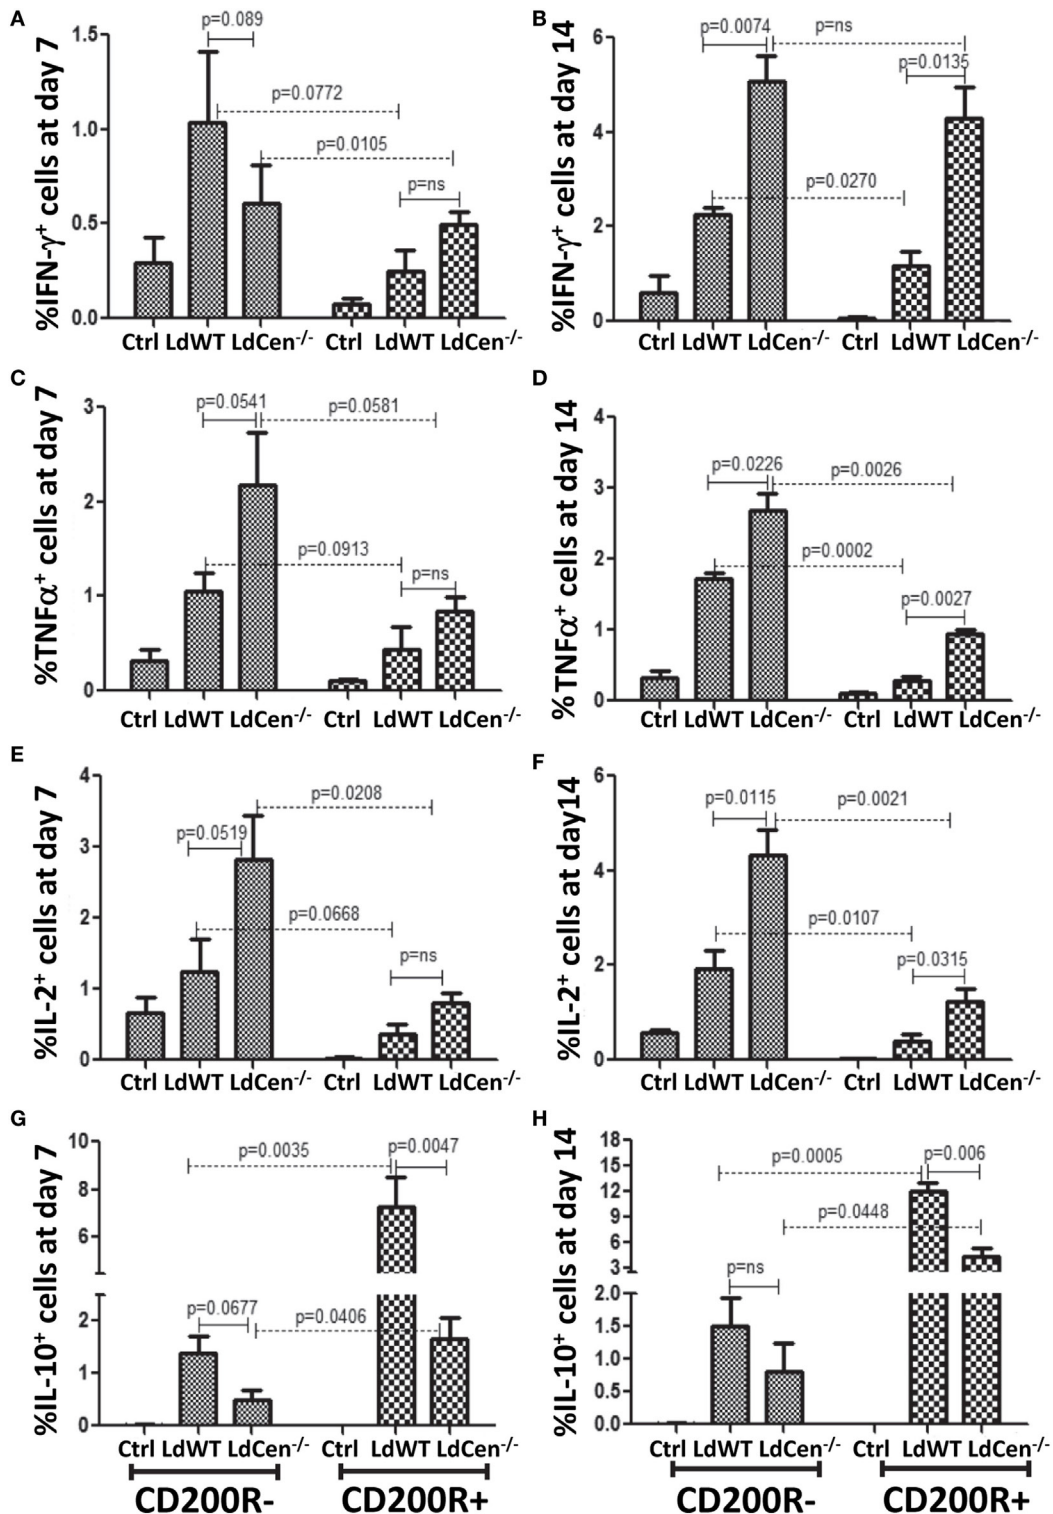 A
%IFN-γ+ cells at day 7
1.5
1.0
0.5
0.0
p=0.089
p=0.0772
p=0.0105
p=ns
Ctrl LdWT LdCen-/- Ctrl LdWT LdCen-/-
B
%IFN-γ+ cells at day 14
6
4
2
0
p=0.0074
p=ns
p=0.0135
p=0.0270
Ctrl LdWT LdCen-/- Ctrl LdWT LdCen-/-
C
%TNFα+ cells at day 7
3
2
1
0
p=0.0541
p=0.0581
p=0.0913
p=ns
Ctrl LdWT LdCen-/- Ctrl LdWT LdCen-/-
D
%TNFα+ cells at day 14
4
3
2
1
0
p=0.0226
p=0.0026
p=0.0002
p=0.0027
Ctrl LdWT LdCen-/- Ctrl LdWT LdCen-/-
E
%IL-2+ cells at day 7
4
3
2
1
0
p=0.0208
p=0.0519
p=0.0668
p=ns
Ctrl LdWT LdCen-/- Ctrl LdWT LdCen-/-
F
%IL-2+ cells at day14
6
4
2
0
p=0.0115
p=0.0021
p=0.0107
p=0.0315
Ctrl LdWT LdCen-/- Ctrl LdWT LdCen-/-
G
%IL-10+ cells at day 7
10
8
6
2
1
0
p=0.0035
p=0.0047
p=0.0677
p=0.0406
Ctrl LdWT LdCen-/- Ctrl LdWT LdCen-/-
CD200R- CD200R+
H
%IL-10+ cells at day 14
18
15
12
9
6
3
2.0
1.5
1.0
0.5
0.0
p=0.0005
p=0.006
p=0.0448
p=ns
Ctrl LdWT LdCen-/- Ctrl LdWT LdCen-/-
CD200R- CD200R+